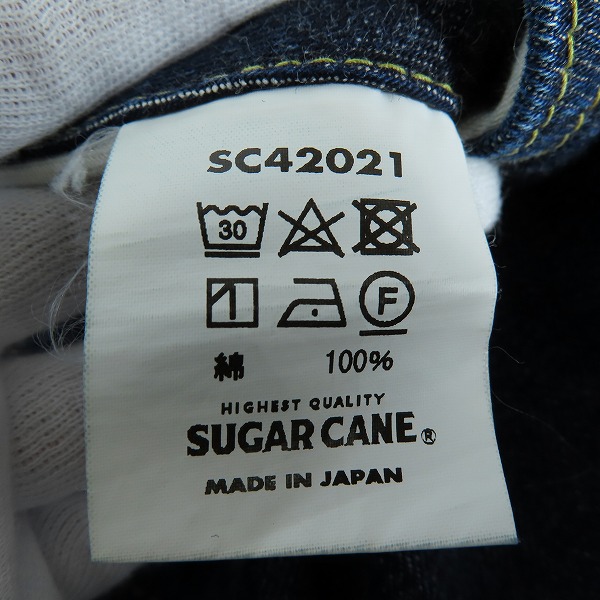 SC42021
30
F
綿 100%
HIGHEST QUALITY
SUGAR CANE®
MADE IN JAPAN